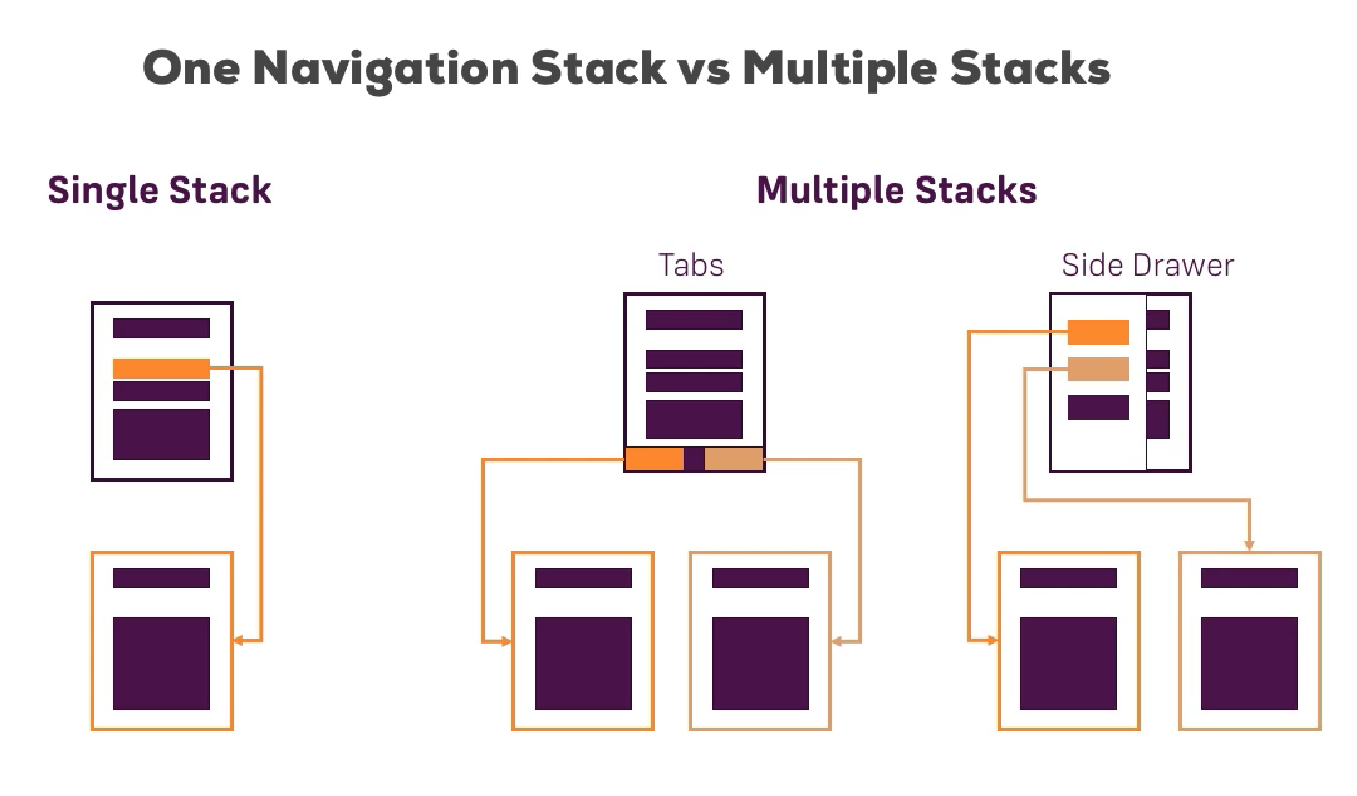 One Navigation Stack vs Multiple Stacks
Single Stack
Multiple Stacks
Tabs
Side Drawer